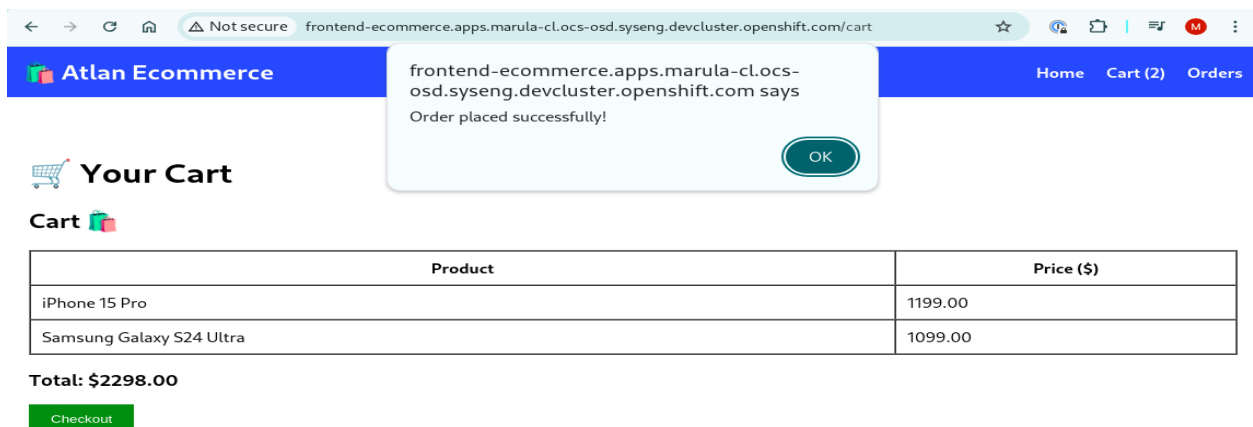 Not secure frontend-ecommerce.apps.marula-cl.ocs-osd.syseng.devcluster.openshift.com/cart M
Atlan Ecommerce
Home Cart (2) Orders
frontend-ecommerce.apps.marula-cl.ocs-
osd.syseng.devcluster.openshift.com says
Order placed successfully!
OK
Your Cart
Cart
Product Price ($)
iPhone 15 Pro 1199.00
Samsung Galaxy S24 Ultra 1099.00
Total: $2298.00
Checkout